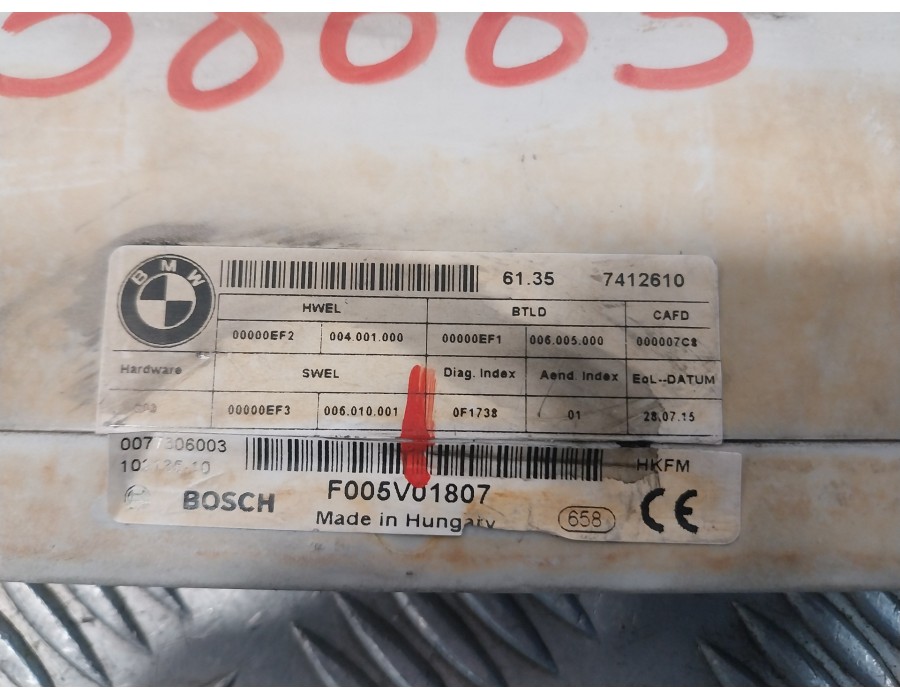 BMW
61.35 7412610
HWEL BTLD CAFD
00000EF2 004.001.000 00000EF1 006.005.000 000007C8
Hardware SWEL Diag. Index Aend. Index EoL--DATUM
00000EF3 006.010.001 0F1738 01 28.07.15
0077306003
HKFM
BOSCH F005V01807
Made in Hungary 658 CE